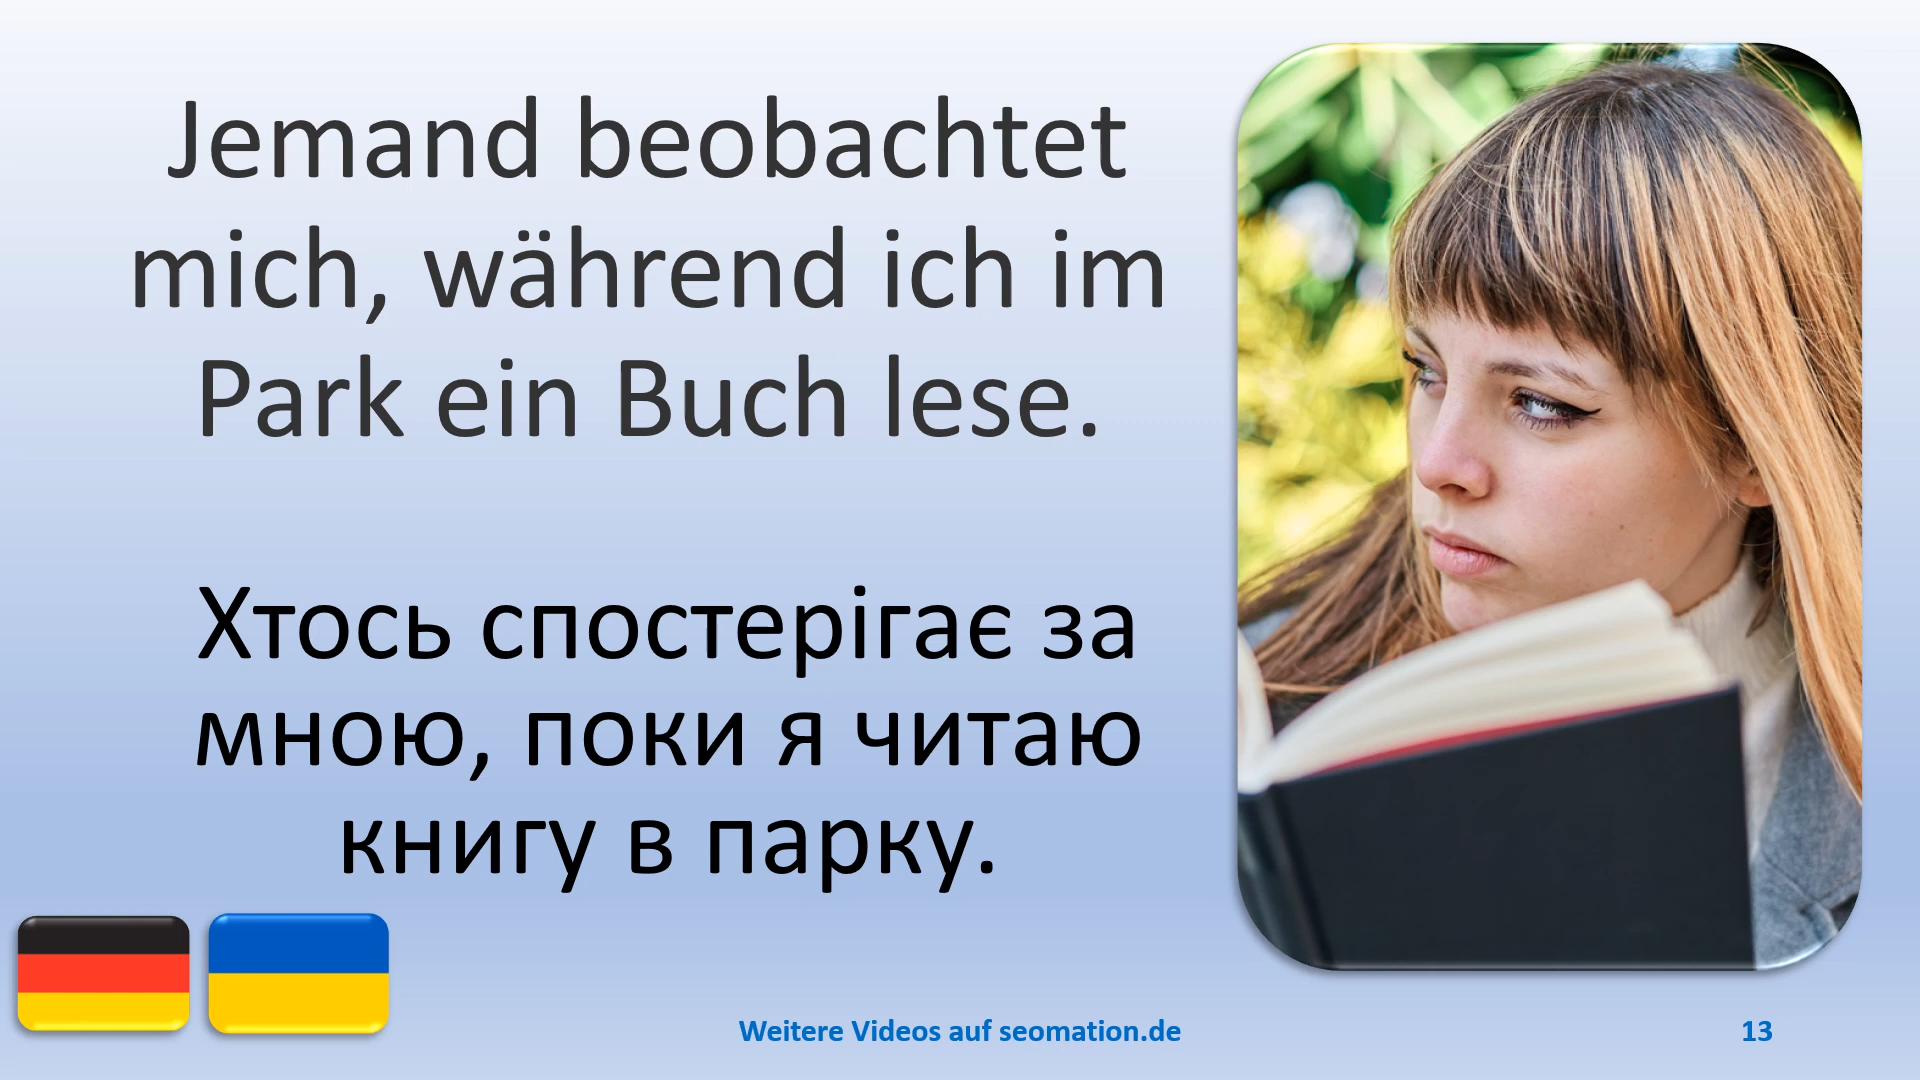 Jemand beobachtet
mich, während ich im
Park ein Buch lese.
Хтось спостерігає за
мною, поки я читаю
книгу в парку.
Weitere Videos auf seomation.de
13